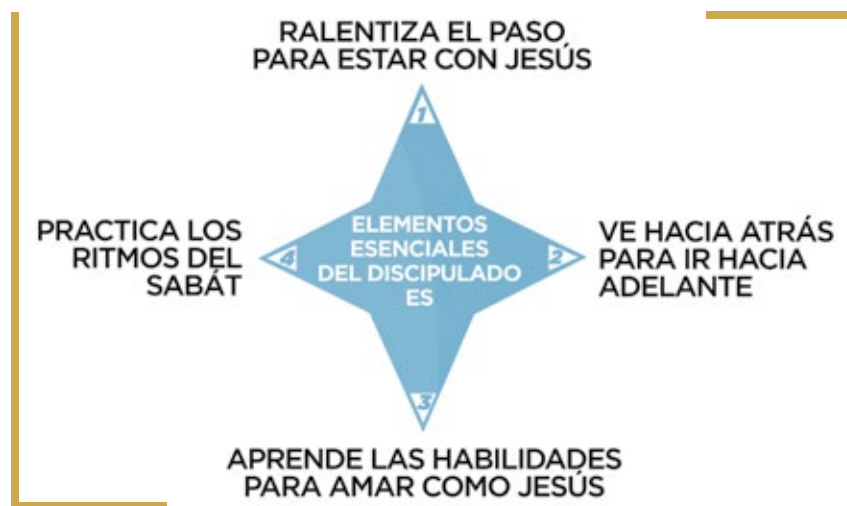 RALENTIZA EL PASO
PARA ESTAR CON JESÚS
1
PRACTICA LOS
RITMOS DEL
SABÁT
4
ELEMENTOS
ESENCIALES
DEL DISCIPULADO
ES
2
VE HACIA ATRÁS
PARA IR HACIA
ADELANTE
3
APRENDE LAS HABILIDADES
PARA AMAR COMO JESÚS